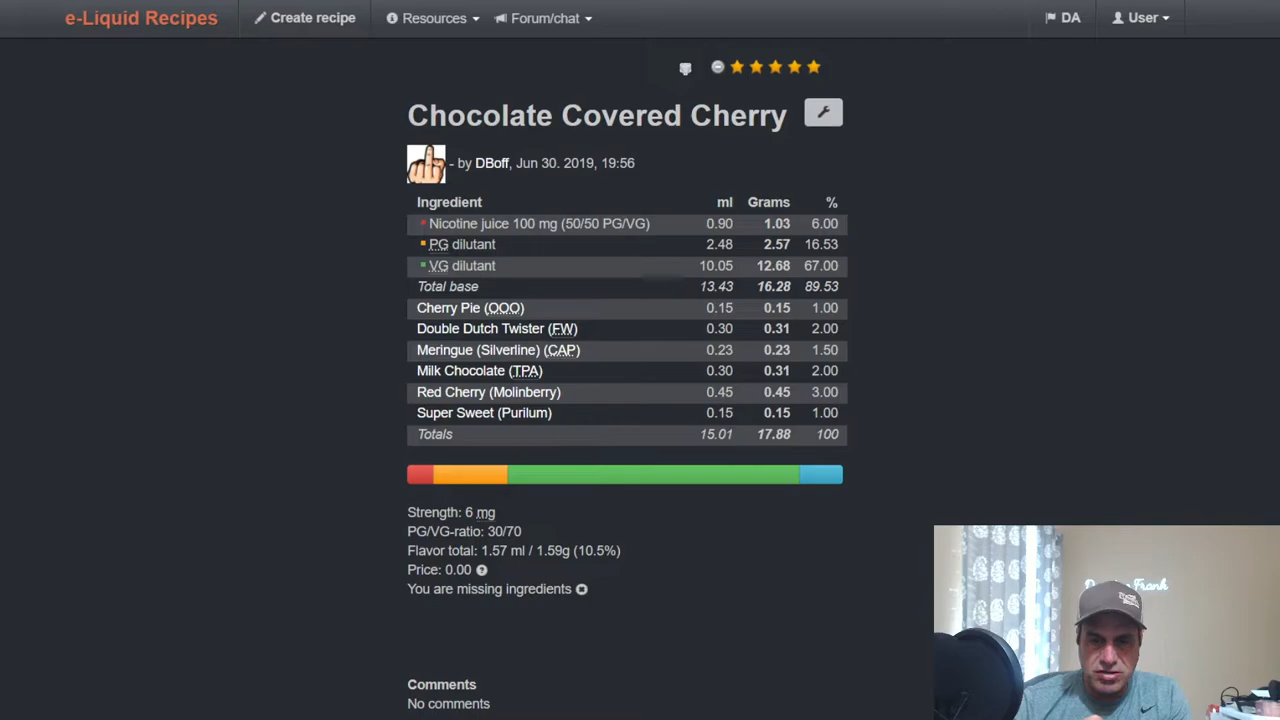 e-Liquid Recipes Create recipe Resources Forum/chat DA User
Chocolate Covered Cherry
- by DBoff, Jun 30. 2019, 19:56
Ingredient ml Grams %
Nicotine juice 100 mg (50/50 PG/VG) 0.90 1.03 6.00
PG dilutant 2.48 2.57 16.53
VG dilutant 10.05 12.68 67.00
Total base 13.43 16.28 89.53
Cherry Pie (OOO) 0.15 0.15 1.00
Double Dutch Twister (FW) 0.30 0.31 2.00
Meringue (Silverline) (CAP) 0.23 0.23 1.50
Milk Chocolate (TPA) 0.30 0.31 2.00
Red Cherry (Molinberry) 0.45 0.45 3.00
Super Sweet (Purilum) 0.15 0.15 1.00
Totals 15.01 17.88 100
Strength: 6 mg
PG/VG-ratio: 30/70
Flavor total: 1.57 ml / 1.59g (10.5%)
Price: 0.00
You are missing ingredients
Frank
Comments
No comments